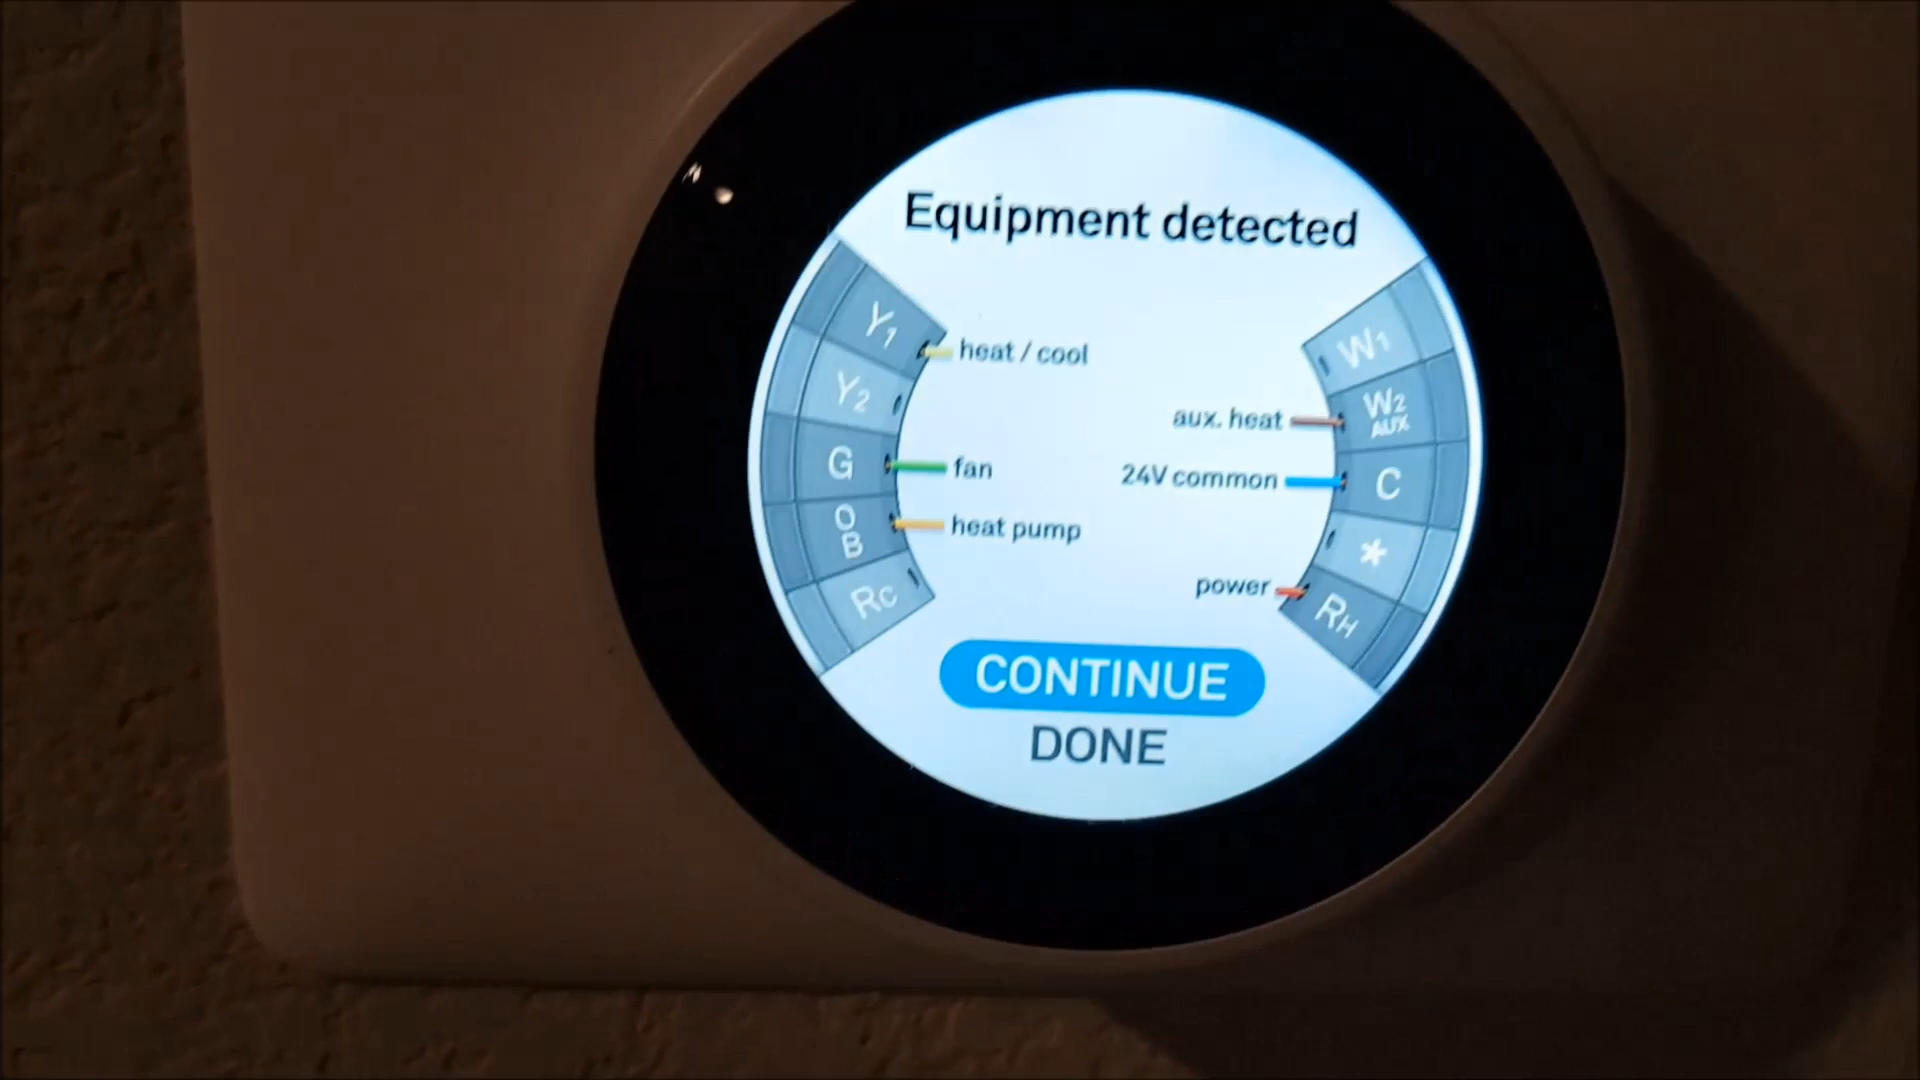 Equipment detected
Y1
heat / cool
Y2
G
fan
O
B
heat pump
Rc
W1
aux. heat
W2
AUX
24V common
C
*
power
RH
CONTINUE
DONE